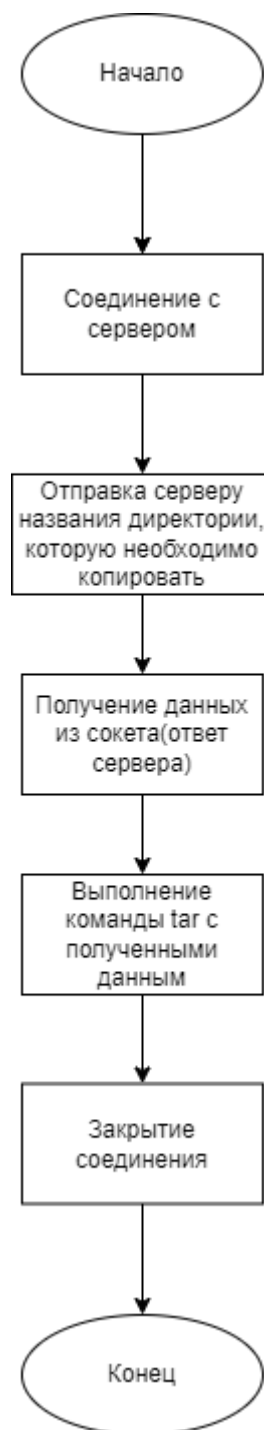 Начало
Соединение с
сервером
Отправка серверу
названия директории,
которую необходимо
копировать
Получение данных
из сокета(ответ
сервера)
Выполнение
команды tar с
полученными
данным
Закрытие
соединения
Конец